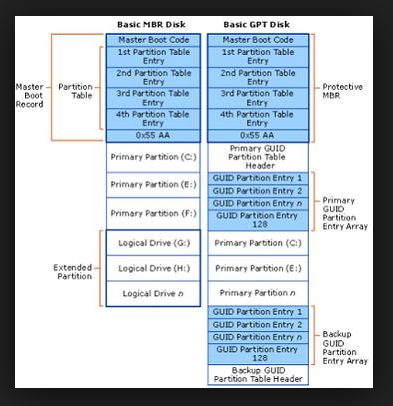 Basic MBR Disk
Basic GPT Disk
Master Boot Code
1st Partition Table
Entry
2nd Partition Table
Entry
3rd Partition Table
Entry
4th Partition Table
Entry
0x55 AA
Primary Partition (C:)
Primary Partition (E:)
Primary Partition (F:)
Logical Drive (G:)
Logical Drive (H:)
Logical Drive n
Master
Boot
Record
Partition
Table
Extended
Partition
Master Boot Code
1st Partition Table
Entry
2nd Partition Table
Entry
3rd Partition Table
Entry
4th Partition Table
Entry
0x55 AA
Primary GUID
Partition Table
Header
GUID Partition Entry 1
GUID Partition Entry 2
GUID Partition Entry n
GUID Partition Entry
128
Primary Partition (C:)
Primary Partition (E:)
Primary Partition n
GUID Partition Entry 1
GUID Partition Entry 2
GUID Partition Entry n
GUID Partition Entry
128
Backup GUID
Partition Table Header
Protective
MBR
Primary
GUID
Partition
Entry Array
Backup
GUID
Partition
Entry Array